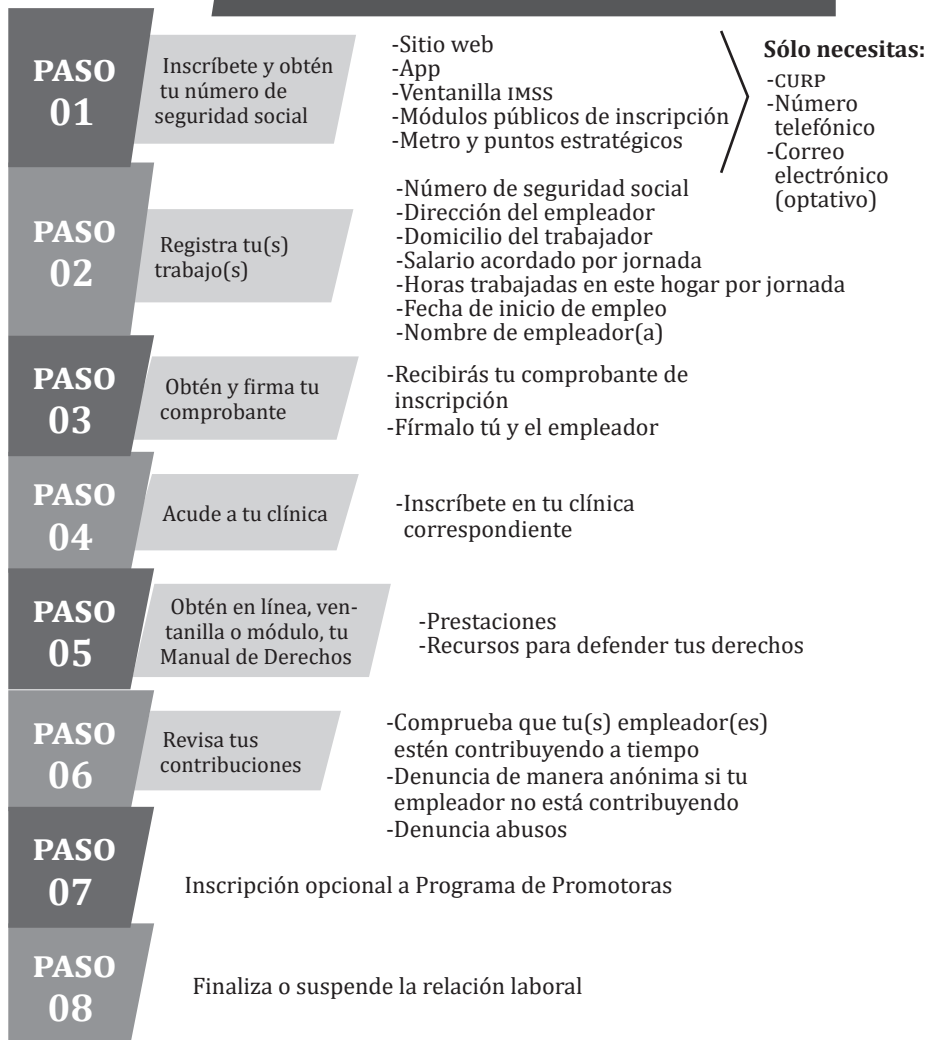 PASO
01
Inscríbete y obtén
tu número de
seguridad social
-Sitio web
-App
-Ventanilla IMSS
-Módulos públicos de inscripción
-Metro y puntos estratégicos
Sólo necesitas:
-CURP
-Número
telefónico
-Correo
electrónico
(optativo)
PASO
02
Registra tu(s)
trabajo(s)
-Número de seguridad social
-Dirección del empleador
-Domicilio del trabajador
-Salario acordado por jornada
-Horas trabajadas en este hogar por jornada
-Fecha de inicio de empleo
-Nombre de empleador(a)
PASO
03
Obtén y firma tu
comprobante
-Recibirás tu comprobante de
inscripción
-Fírmalo tú y el empleador
PASO
04
Acude a tu clínica
-Inscríbete en tu clínica
correspondiente
PASO
05
Obtén en línea, ven-
tanilla o módulo, tu
Manual de Derechos
-Prestaciones
-Recursos para defender tus derechos
PASO
06
Revisa tus
contribuciones
-Comprueba que tu(s) empleador(es)
estén contribuyendo a tiempo
-Denuncia de manera anónima si tu
empleador no está contribuyendo
-Denuncia abusos
PASO
07
Inscripción opcional a Programa de Promotoras
PASO
08
Finaliza o suspende la relación laboral